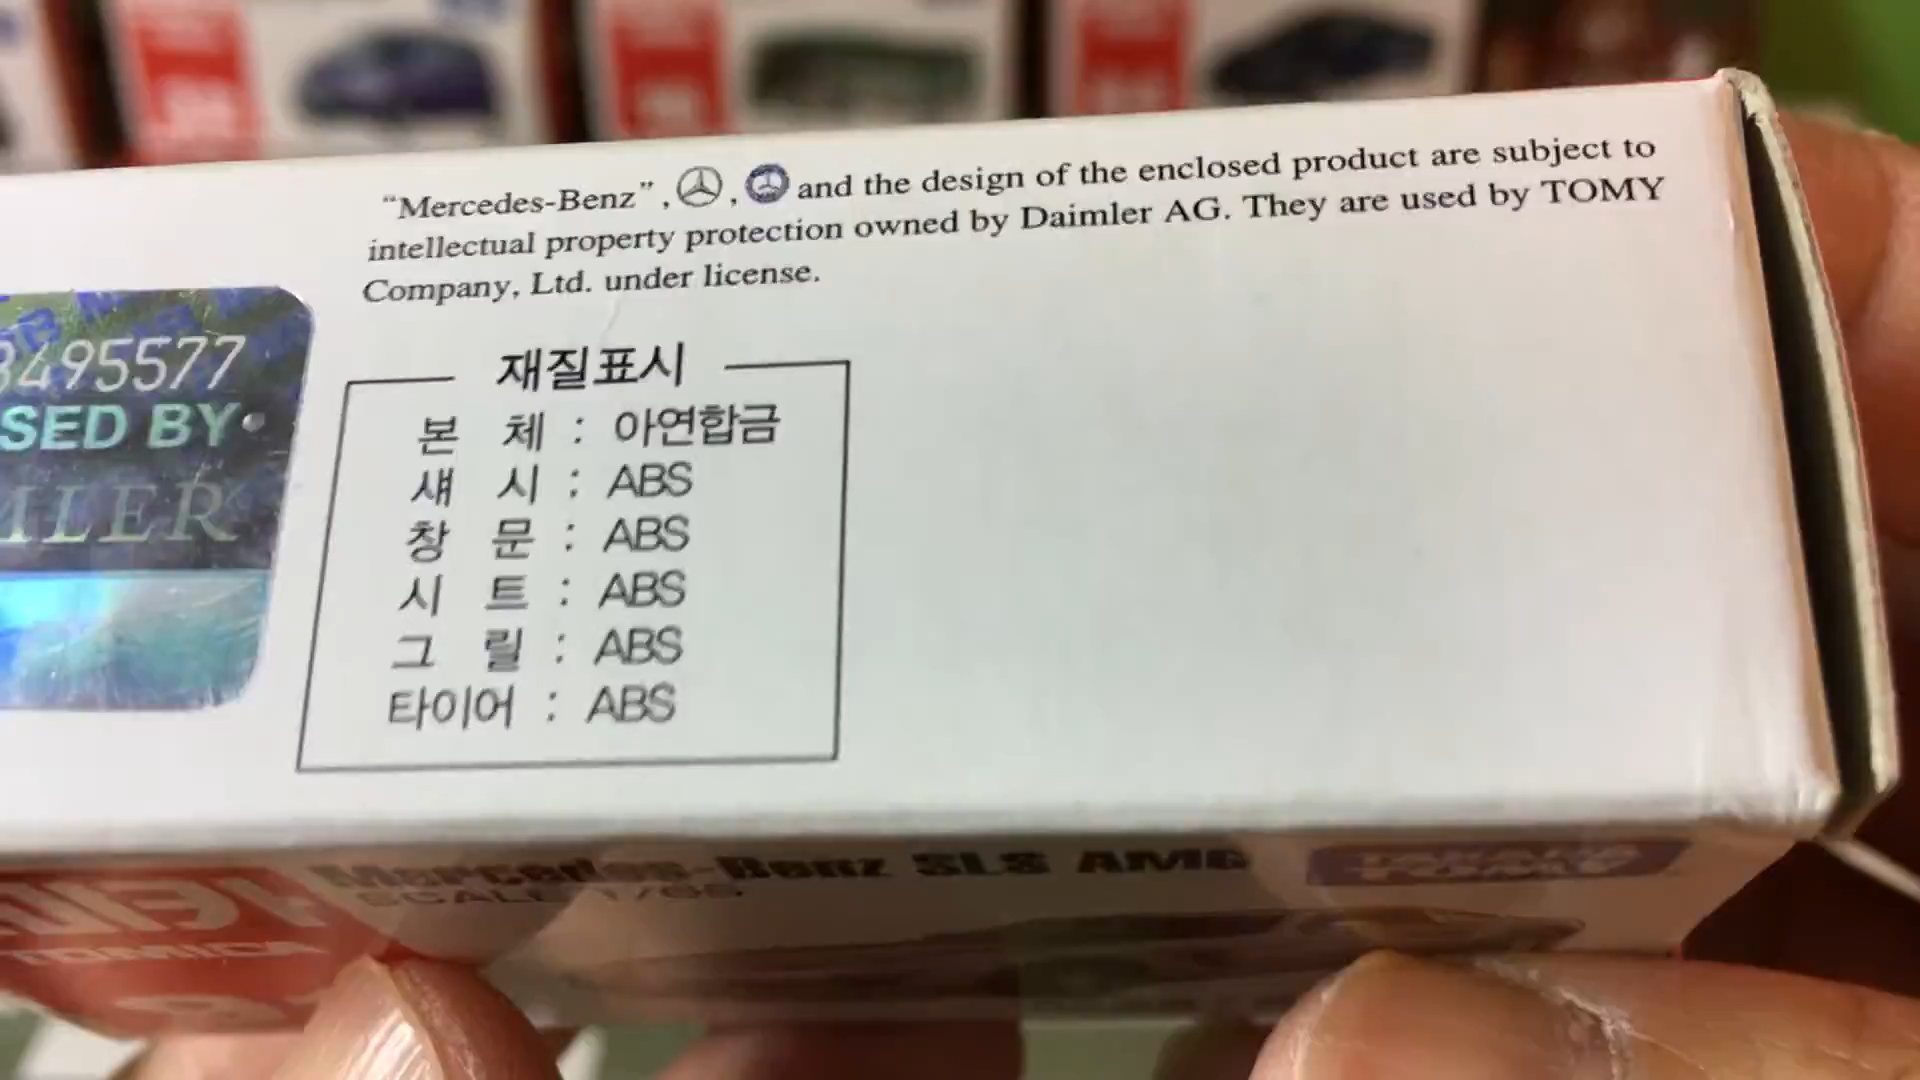 “Mercedes-Benz”, , and the design of the enclosed product are subject to
intellectual property protection owned by Daimler AG. They are used by TOMY
Company, Ltd. under license.
3495577
SED BY
ILER
재질표시
본 체 : 아연합금
섀 시 : ABS
창 문 : ABS
시 트 : ABS
그 릴 : ABS
타이어 : ABS
Mercedes-Benz SLS AMG
TOMY
SCALE 1/65
TOMICA